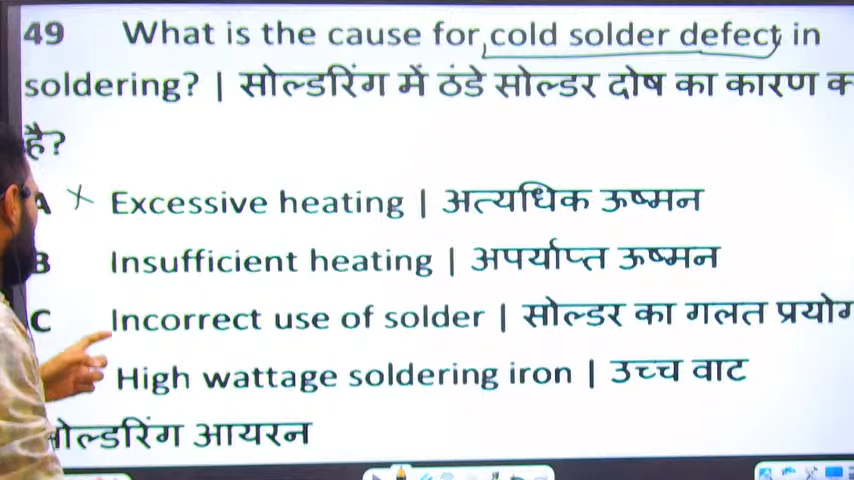 49 What is the cause for cold solder defect in
soldering? | सोल्डरिंग में ठंडे सोल्डर दोष का कारण
है?
A Excessive heating | अत्यधिक ऊष्मन
B Insufficient heating | अपर्याप्त ऊष्मन
C Incorrect use of solder | सोल्डर का गलत
High wattage soldering iron | उच्च वाट
सोल्डरिंग आयरन